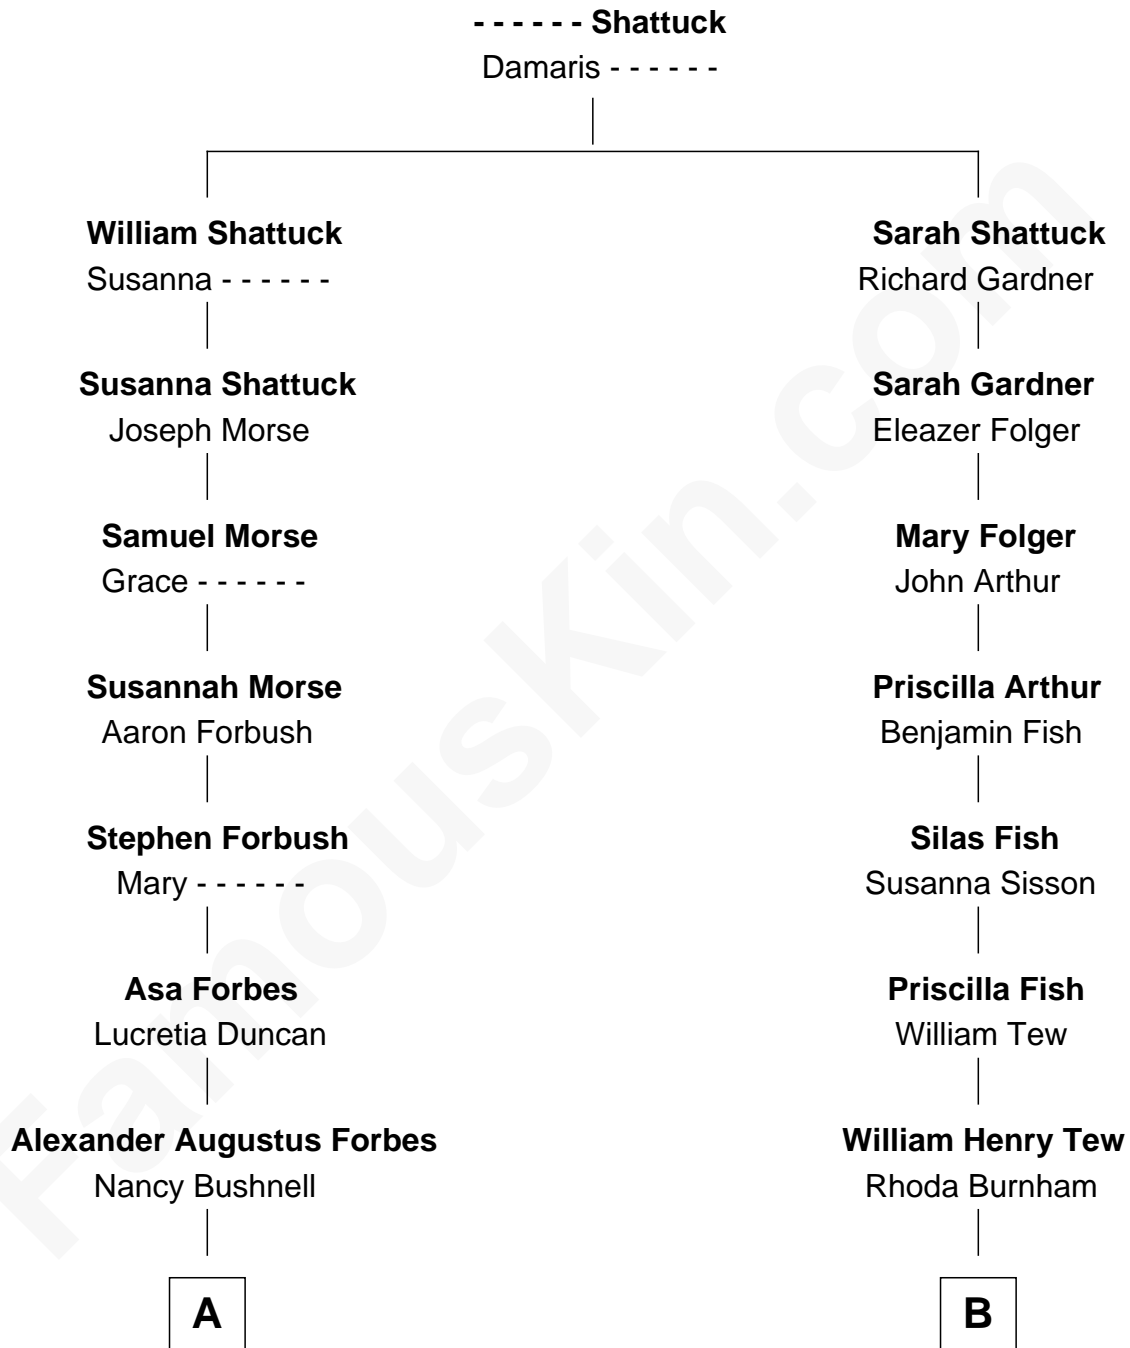 - - - - - - Shattuck
Damaris - - - - - -
William Shattuck
Susanna - - - - - -
Susanna Shattuck
Joseph Morse
Samuel Morse
Grace - - - - - -
Susannah Morse
Aaron Forbush
Stephen Forbush
Mary - - - - - -
Asa Forbes
Lucretia Duncan
Alexander Augustus Forbes
Nancy Bushnell
A
Sarah Shattuck
Richard Gardner
Sarah Gardner
Eleazer Folger
Mary Folger
John Arthur
Priscilla Arthur
Benjamin Fish
Silas Fish
Susanna Sisson
Priscilla Fish
William Tew
William Henry Tew
Rhoda Burnham
B
FamousKin.com